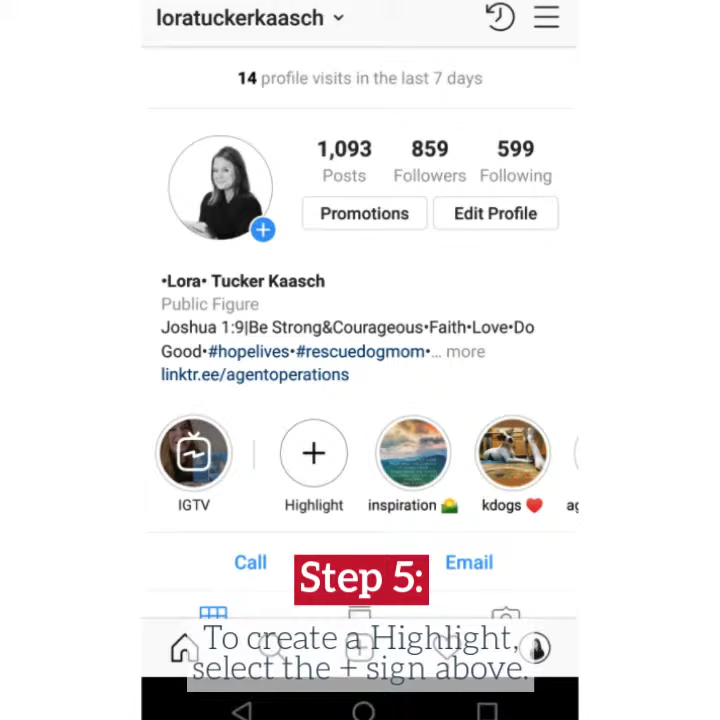 loratuckerkaasch
14 profile visits in the last 7 days
1,093 859 599
Posts Followers Following
Promotions Edit Profile
•Lora• Tucker Kaasch
Public Figure
Joshua 1:9|Be Strong&Courageous•Faith•Love•Do
Good•#hopelives•#rescuedogmom•... more
linktr.ee/agentoperations
IGTV Highlight inspiration 🌄 kdogs ❤️
Call Email
Step 5:
To create a Highlight,
select the + sign above.